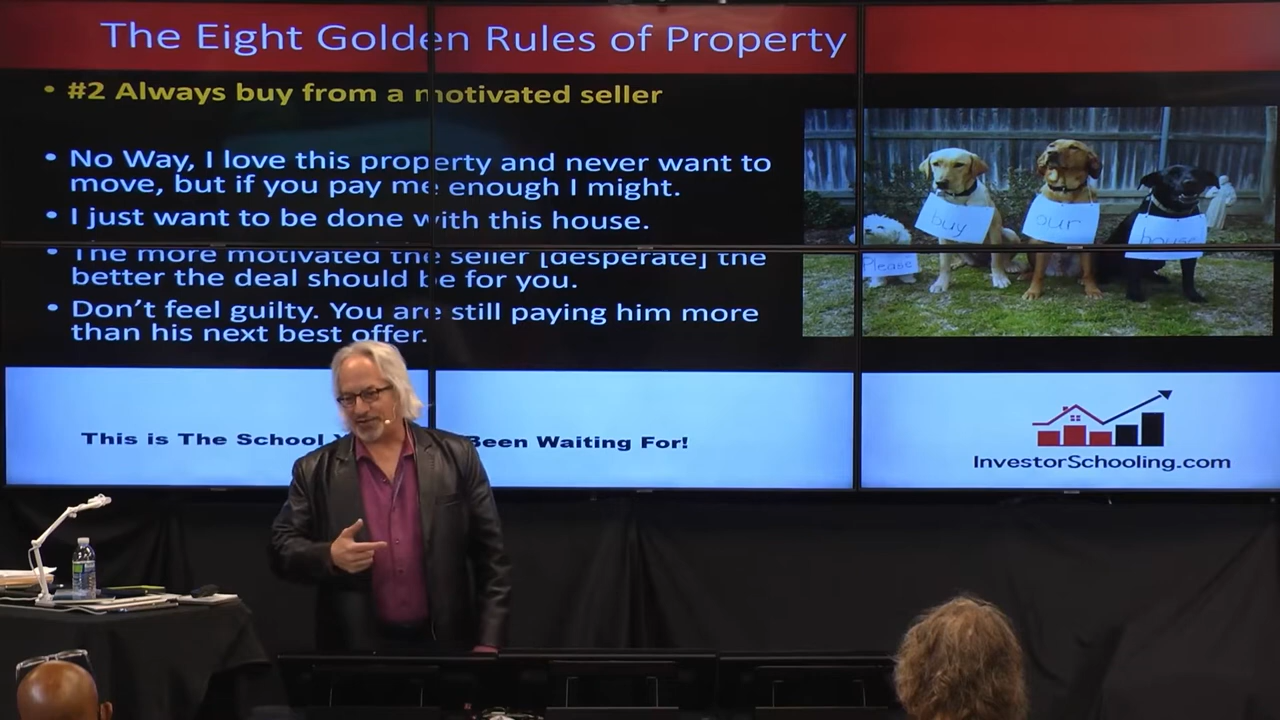 The Eight Golden Rules of Property
• #2 Always buy from a motivated seller
• No Way, I love this property and never want to
move, but if you pay me enough I might.
• I just want to be done with this house.
• The more motivated the seller [desperate] the
better the deal should be for you.
• Don't feel guilty. You are still paying him more
than his next best offer.
Please
buy
our
house
This is The School Been Waiting For!
InvestorSchooling.com